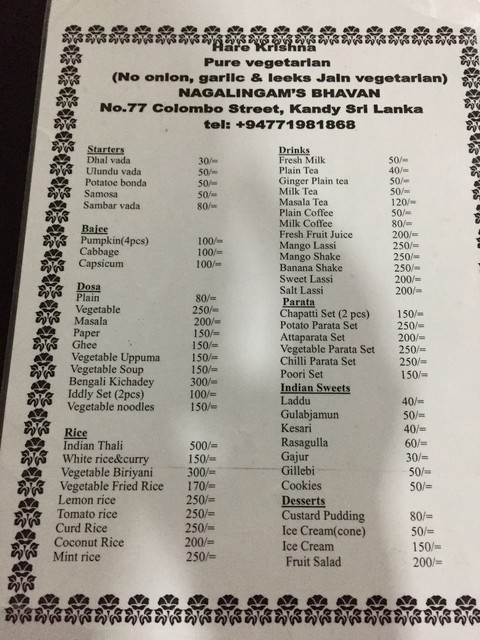 Hare Krishna
Pure vegetarian
(No onlon, garlic & leeks Jain vegetarian)
NAGALINGAM'S BHAVAN
No.77 Colombo Street, Kandy Sri Lanka
tel: +94771981868
Starters
Dhal vada 30/=
Ulundu vada 50/=
Potatoe bonda 50/=
Samosa 50/=
Sambar vada 80/=
Bajee
Pumpkin(4pcs) 100/=
Cabbage 100/=
Capsicum 100/=
Dosa
Plain 80/=
Vegetable 250/=
Masala 200/=
Paper 150/=
Ghee 150/=
Vegetable Uppuma 150/=
Vegetable Soup 150/=
Bengali Kichadey 300/=
Iddly Set (2pcs) 100/=
Vegetable noodles 150/=
Rice
Indian Thali 500/=
White rice&curry 150/=
Vegetable Biriyani 300/=
Vegetable Fried Rice 170/=
Lemon rice 250/=
Tomato rice 250/=
Curd Rice 250/=
Coconut Rice 200/=
Mint rice 250/=
Drinks
Fresh Milk 50/=
Plain Tea 40/=
Ginger Plain tea 50/=
Milk Tea 50/=
Masala Tea 120/=
Plain Coffee 50/=
Milk Coffee 80/=
Fresh Fruit Juice 200/=
Mango Lassi 250/=
Mango Shake 250/=
Banana Shake 250/=
Sweet Lassi 200/=
Salt Lassi 200/=
Parata
Chapatti Set (2 pcs) 150/=
Potato Parata Set 250/=
Attaparata Set 200/=
Vegetable Parata Set 250/=
Chilli Parata Set 250/=
Poori Set 150/=
Indian Sweets
Laddu 40/=
Gulabjamun 50/=
Kesari 40/=
Rasagulla 60/=
Gajur 30/=
Gillebi 50/=
Cookies 50/=
Desserts
Custard Pudding 80/=
Ice Cream(cone) 50/=
Ice Cream 150/=
Fruit Salad 200/=